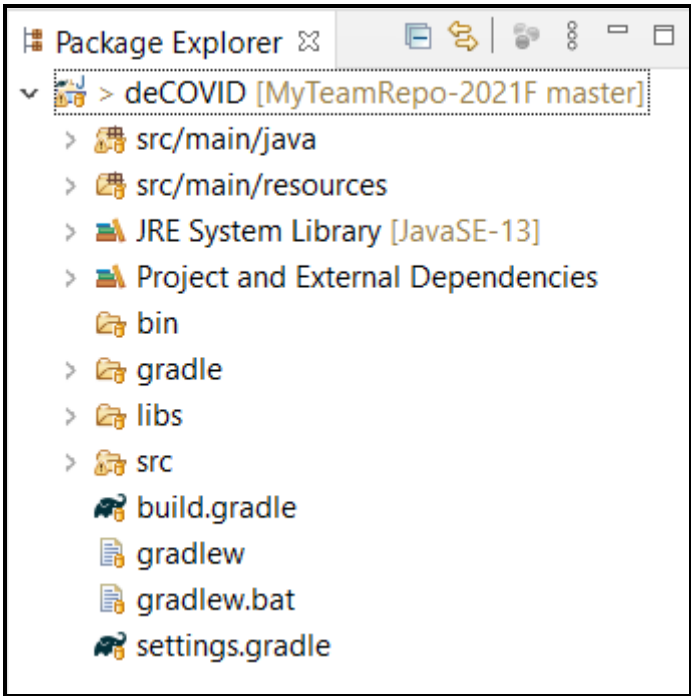 Package Explorer
> deCOVID [MyTeamRepo-2021F master]
src/main/java
src/main/resources
JRE System Library [JavaSE-13]
Project and External Dependencies
bin
gradle
libs
src
build.gradle
gradlew
gradlew.bat
settings.gradle